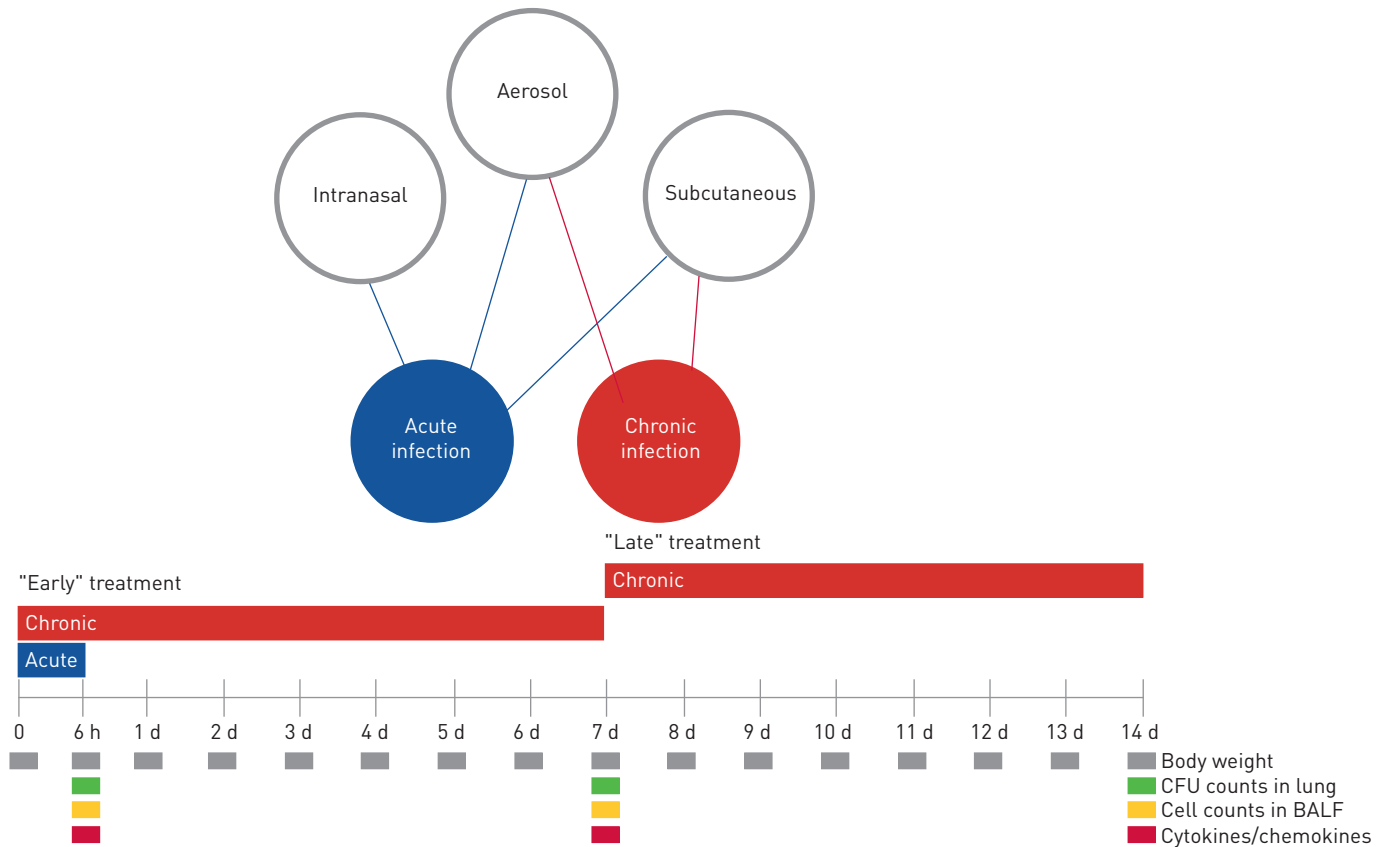 Aerosol
Intranasal
Subcutaneous
Acute
infection
Chronic
infection
"Late" treatment
Chronic
"Early" treatment
Chronic
Acute
0 6 h 1 d 2 d 3 d 4 d 5 d 6 d 7 d 8 d 9 d 10 d 11 d 12 d 13 d 14 d
Body weight
CFU counts in lung
Cell counts in BALF
Cytokines/chemokines